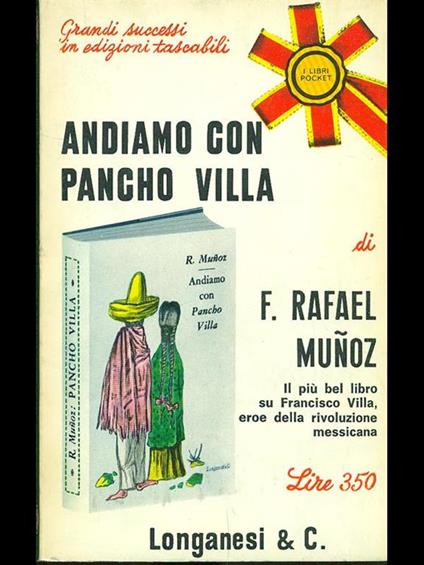 Grandi successi
in edizioni tascabili
I LIBRI
POCKET
ANDIAMO CON
PANCHO VILLA
di
F. RAFAEL
MUÑOZ
Il più bel libro
su Francisco Villa,
eroe della rivoluzione
messicana
Lire 350
R. Muñoz
Andiamo
con
Pancho
Villa
R. Muñoz: PANCHO VILLA
Longanesi
Longanesi & C.